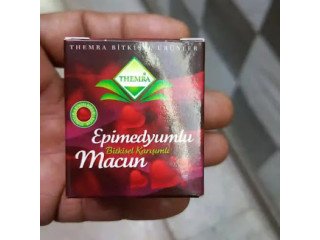 THEMRA BİTKİSEL ÜRÜNLER
THEMRA
Epimedyumlu
Bitkisel Karışımlı
Macun